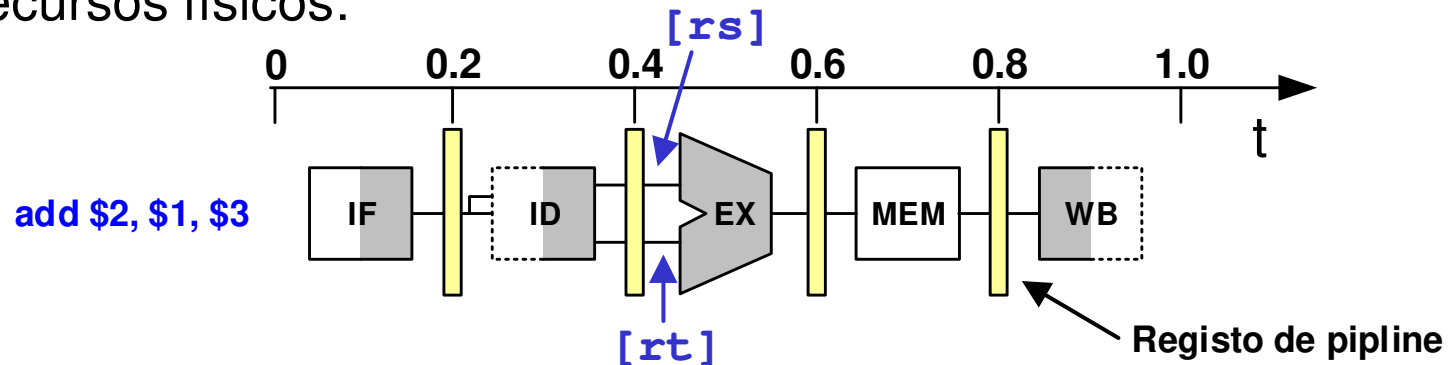 recursos físicos.
[rs]
0 0.2 0.4 0.6 0.8 1.0
t
add $2, $1, $3 IF ID EX MEM WB
[rt]
Registo de pipline